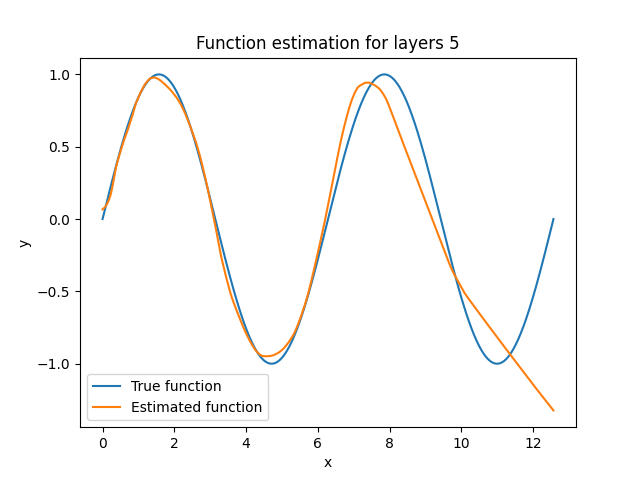 Function estimation for layers 5
1.0
0.5
0.0
−0.5
−1.0
y
True function
Estimated function
0 2 4 6 8 10 12
x